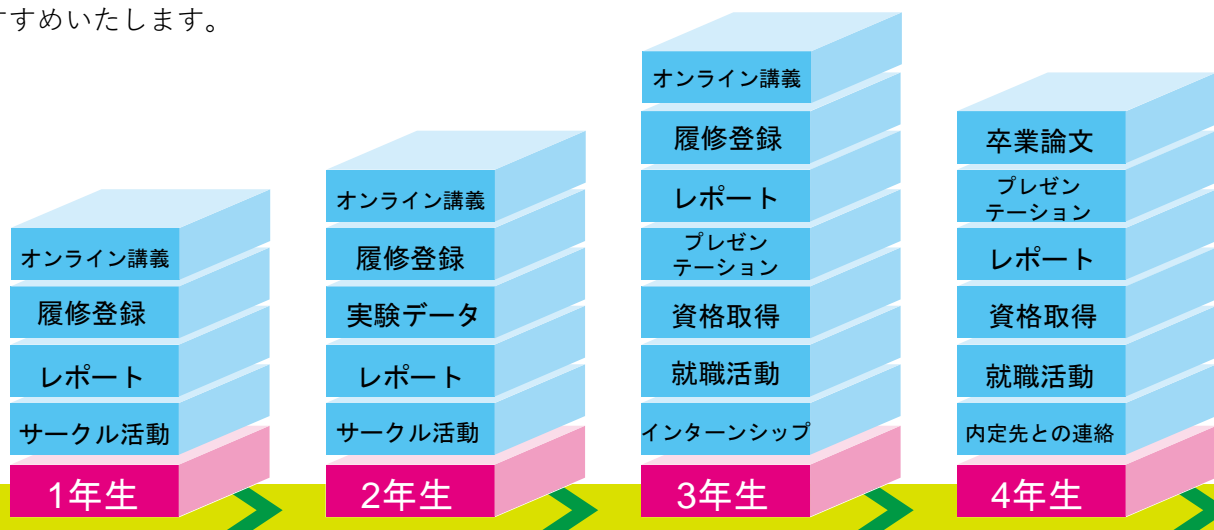 すすめいたします。
オンライン講義
履修登録
レポート
サークル活動
1年生
オンライン講義
履修登録
実験データ
レポート
サークル活動
2年生
オンライン講義
履修登録
レポート
プレゼン
テーション
資格取得
就職活動
インターンシップ
3年生
卒業論文
プレゼン
テーション
レポート
資格取得
就職活動
内定先との連絡
4年生